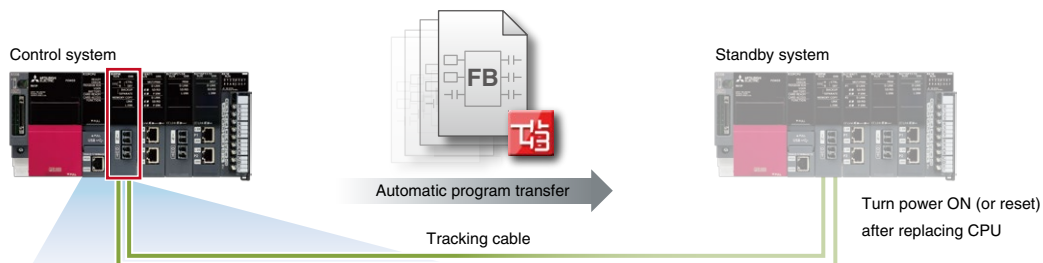 Control system
Standby system
FB
Automatic program transfer
Turn power ON (or reset)
after replacing CPU
Tracking cable